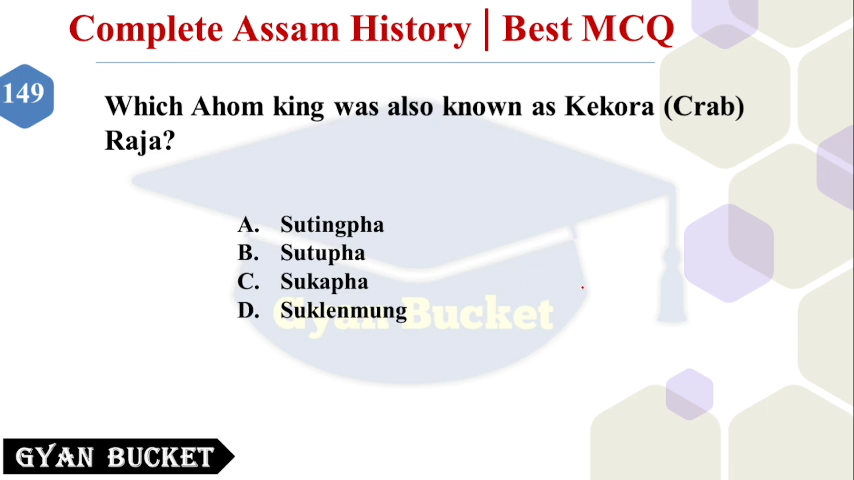 Complete Assam History | Best MCQ
149
Which Ahom king was also known as Kekora (Crab)
Raja?
A. Sutingpha
B. Sutupha
C. Sukapha
D. Suklenmung
Gyan Bucket
GYAN BUCKET